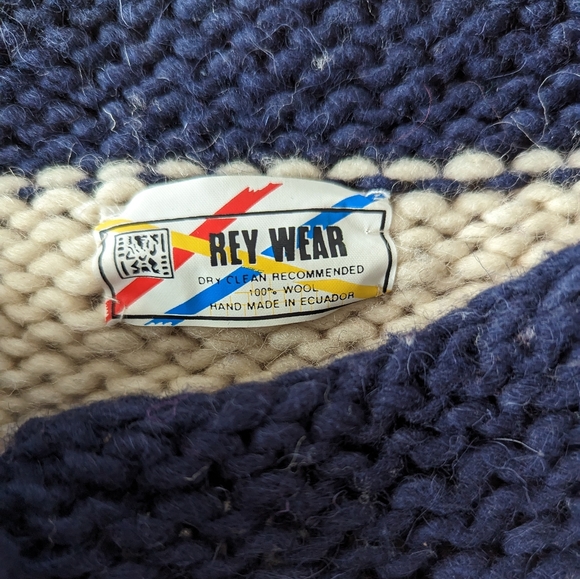 REY WEAR
DRY CLEAN RECOMMENDED
100% WOOL
HAND MADE IN ECUADOR